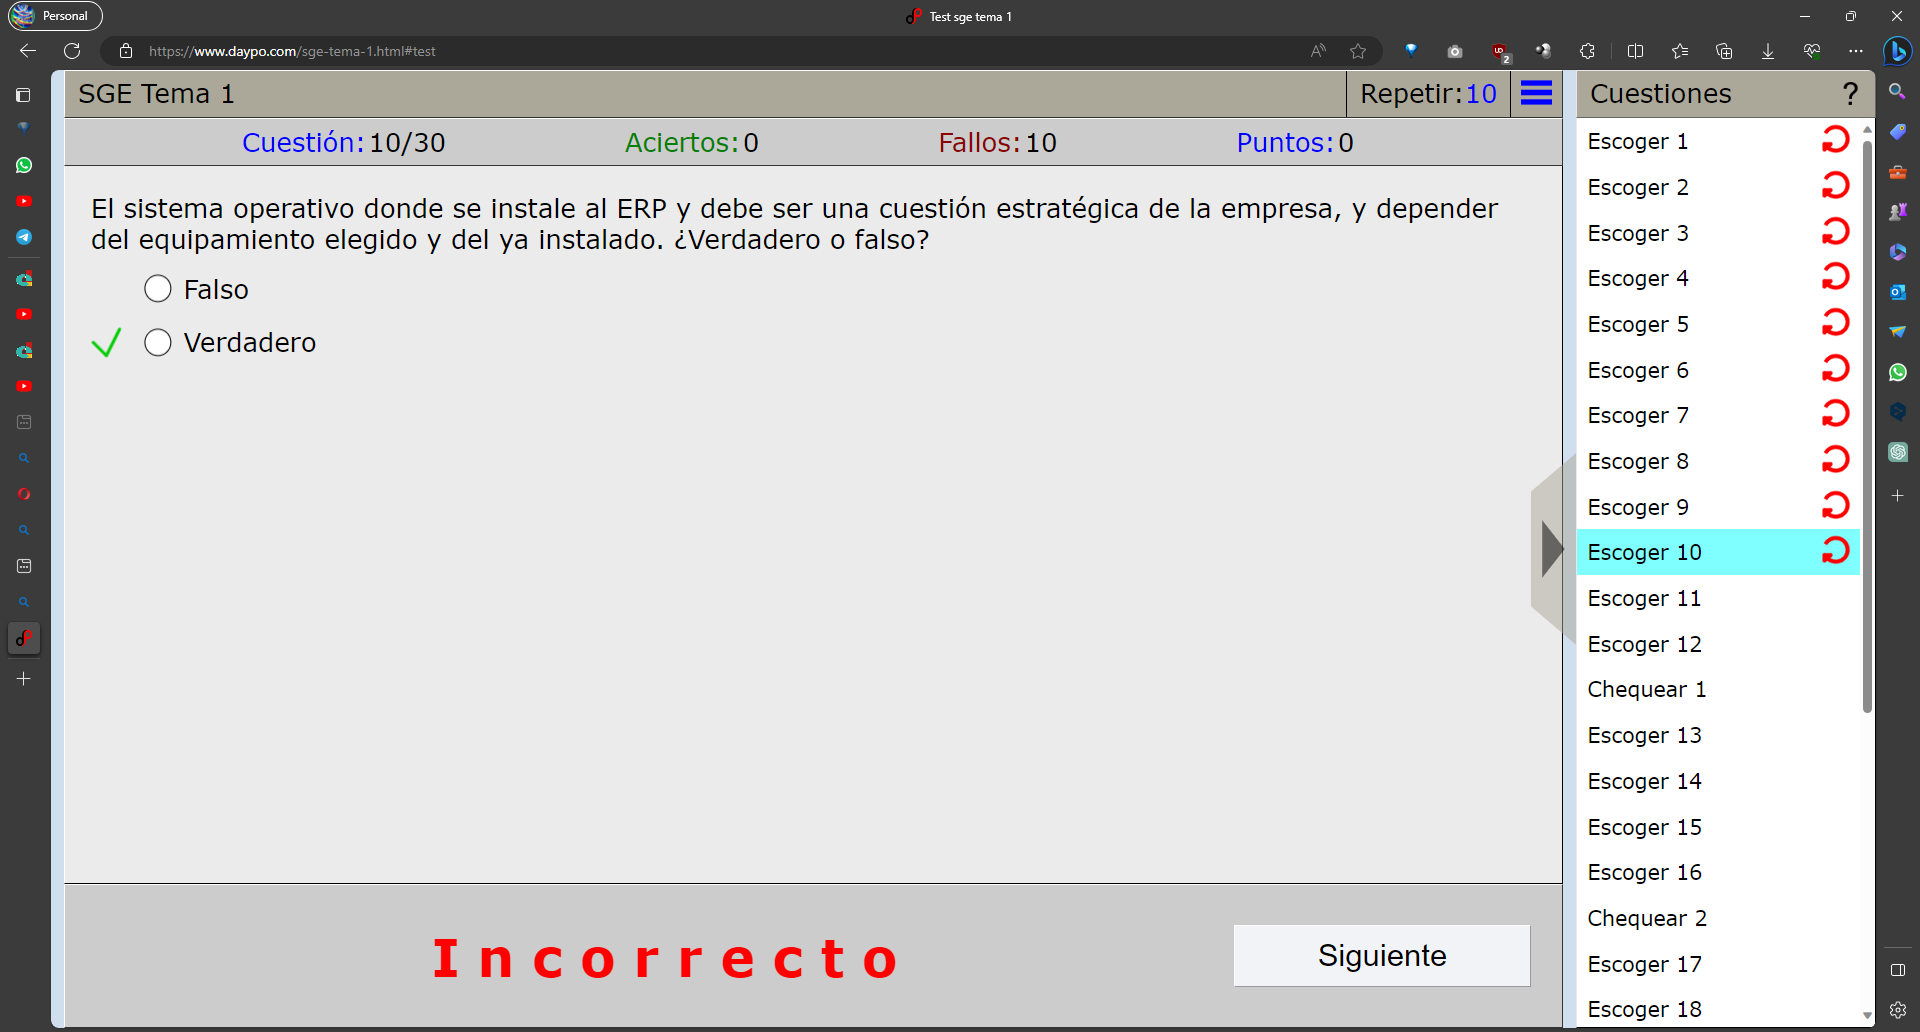 Personal
Test sge tema 1
https://www.daypo.com/sge-tema-1.html#test
2
SGE Tema 1
Repetir:10
Cuestiones
?
Cuestión:10/30
Aciertos:0
Fallos:10
Puntos:0
El sistema operativo donde se instale al ERP y debe ser una cuestión estratégica de la empresa, y depender
del equipamiento elegido y del ya instalado. ¿Verdadero o falso?
Falso
Verdadero
Escoger 1
Escoger 2
Escoger 3
Escoger 4
Escoger 5
Escoger 6
Escoger 7
Escoger 8
Escoger 9
Escoger 10
Escoger 11
Escoger 12
Chequear 1
Escoger 13
Escoger 14
Escoger 15
Escoger 16
Chequear 2
Escoger 17
Escoger 18
Incorrecto
Siguiente